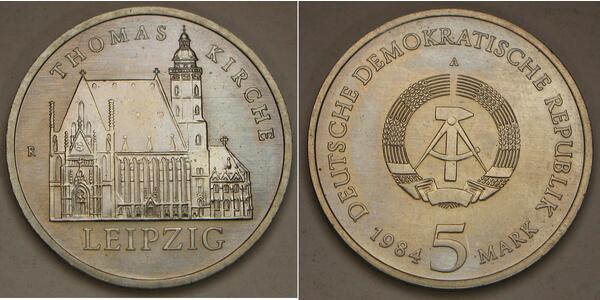 THOMAS KIRCHE
R
LEIPZIG
DEUTSCHE DEMOKRATISCHE REPUBLIK
A
1984 5 MARK